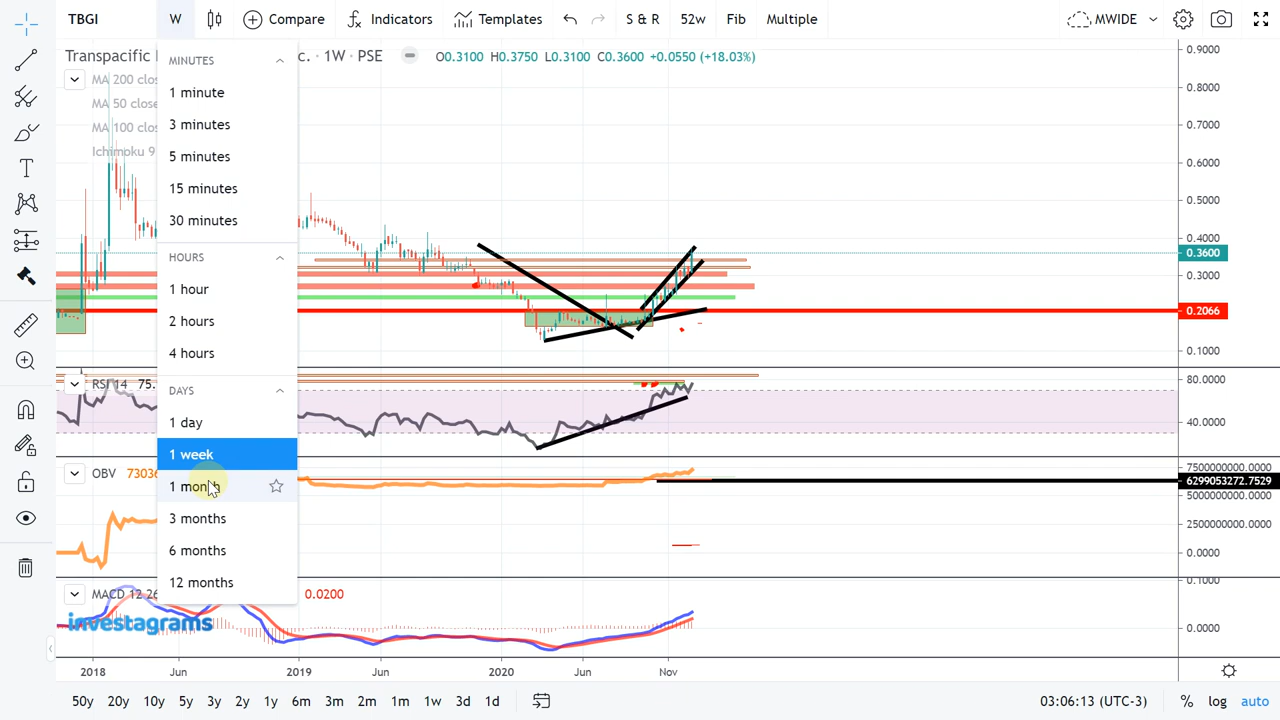 TBGI W Compare Indicators Templates S & R 52w Fib Multiple MWIDE
Transpacific c. · 1W · PSE O0.3100 H0.3750 L0.3100 C0.3600 +0.0550 (+18.03%)
MA 200 clos
MA 50 close
MA 100 clos
Ichimoku 9
MINUTES
1 minute
3 minutes
5 minutes
15 minutes
30 minutes
HOURS
1 hour
2 hours
4 hours
DAYS
1 day
1 week
1 month
3 months
6 months
12 months
0.9000
0.8000
0.7000
0.6000
0.5000
0.4000
0.3600
0.3000
0.2066
0.1000
RSI 14 75.
80.0000
40.0000
OBV 73036
7500000000.0000
6299053272.7529
5000000000.0000
2500000000.0000
0.0000
MACD 12 26 0.0200
0.1000
0.0000
investagrams
2018 Jun 2019 Jun 2020 Jun Nov
50y 20y 10y 5y 3y 2y 1y 6m 3m 2m 1m 1w 3d 1d 03:06:13 (UTC-3) % log auto